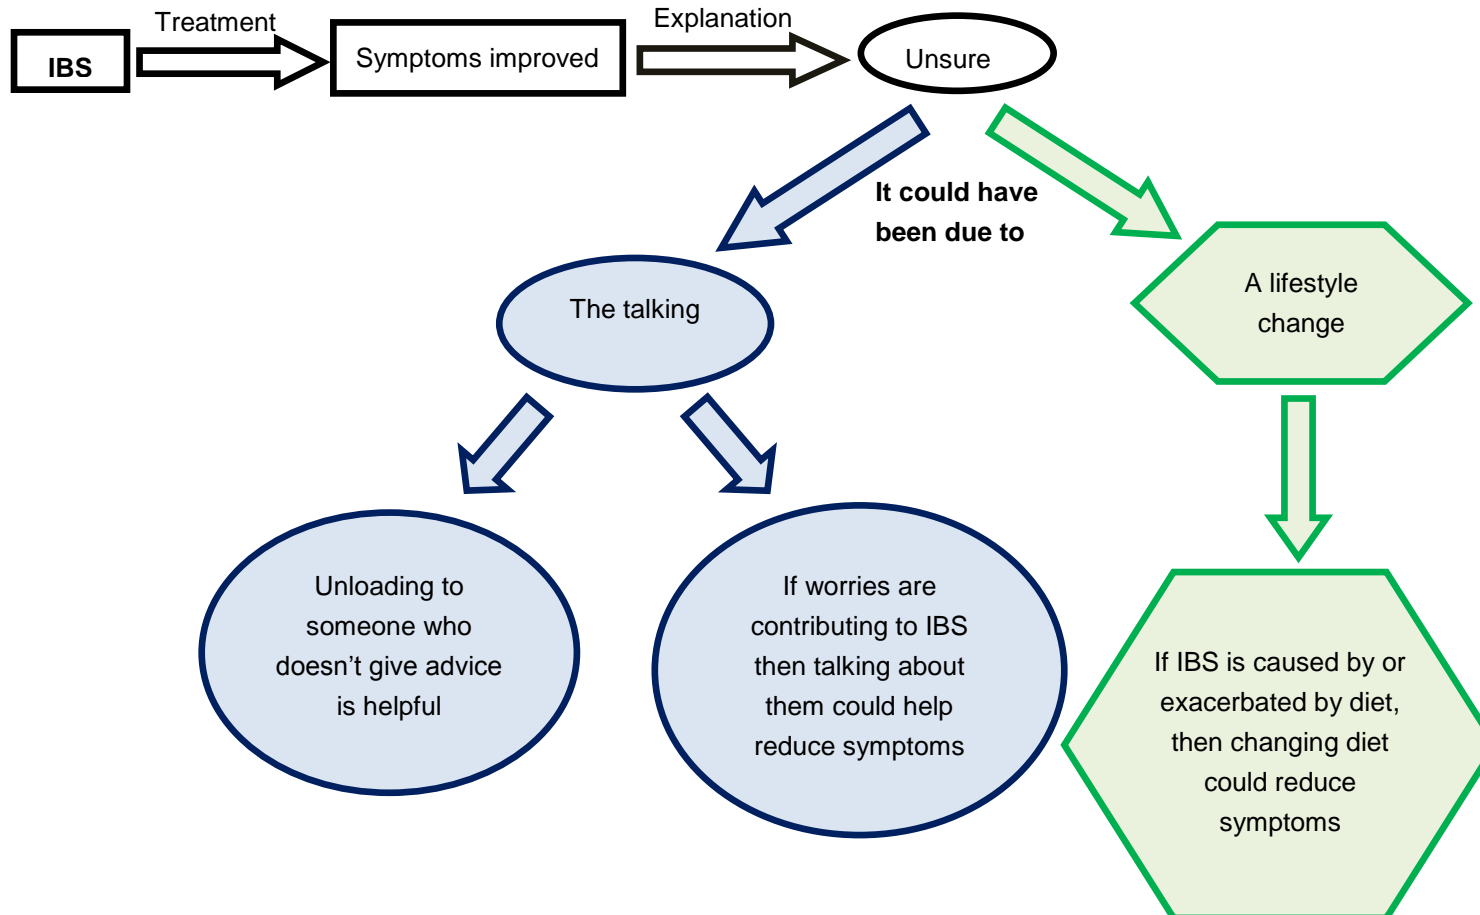 Treatment
Explanation
IBS
Symptoms improved
Unsure
It could have
been due to
The talking
A lifestyle
change
Unloading to
someone who
doesn’t give advice
is helpful
If worries are
contributing to IBS
then talking about
them could help
reduce symptoms
If IBS is caused by or
exacerbated by diet,
then changing diet
could reduce
symptoms